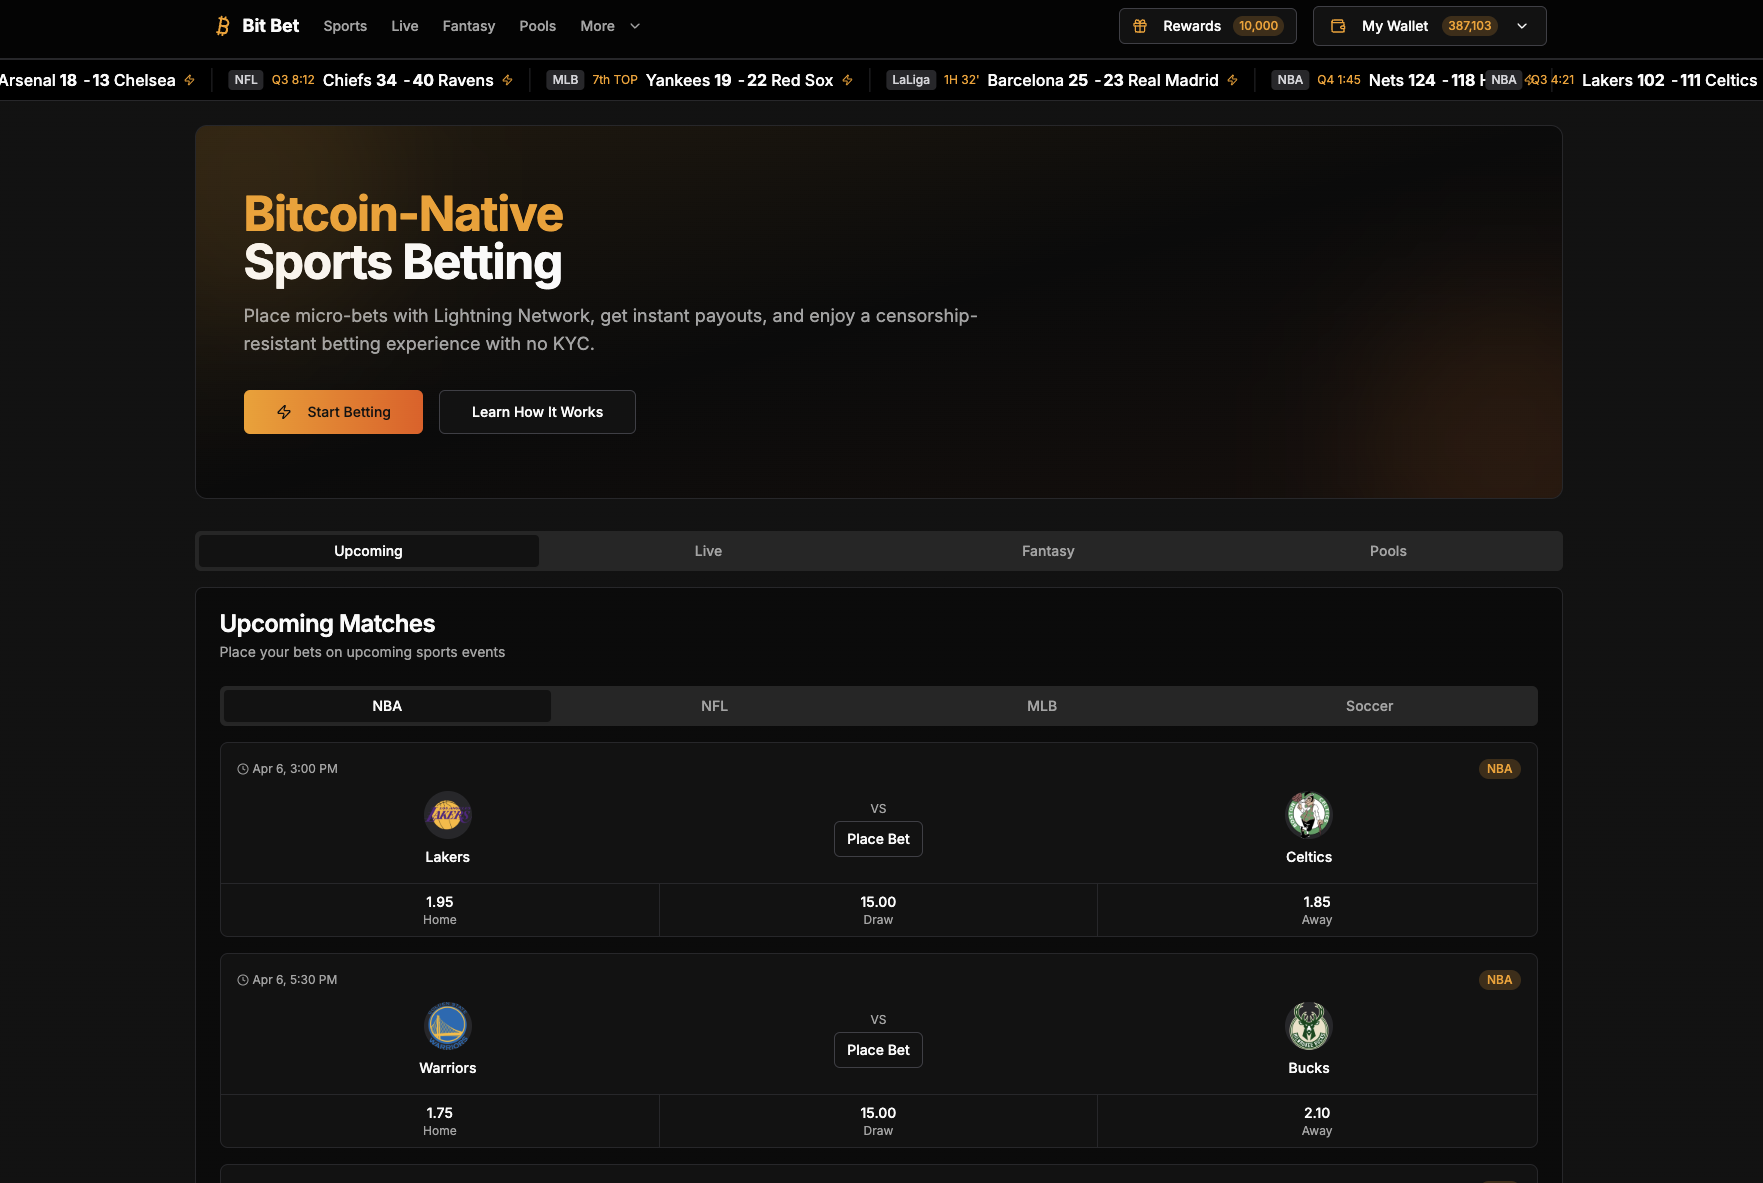 Bit Bet
Sports
Live
Fantasy
Pools
More
Rewards 10,000
My Wallet 387,103
Arsenal 18 -13 Chelsea
NFL Q3 8:12 Chiefs 34 -40 Ravens
MLB 7th TOP Yankees 19 -22 Red Sox
LaLiga 1H 32' Barcelona 25 -23 Real Madrid
NBA Q4 1:45 Nets 124 -118 H
NBA Q3 4:21 Lakers 102 -111 Celtics
Bitcoin-Native
Sports Betting
Place micro-bets with Lightning Network, get instant payouts, and enjoy a censorship-
resistant betting experience with no KYC.
Start Betting
Learn How It Works
Upcoming
Live
Fantasy
Pools
Upcoming Matches
Place your bets on upcoming sports events
NBA
NFL
MLB
Soccer
Apr 6, 3:00 PM
NBA
LAKERS
VS
Place Bet
Lakers
Celtics
1.95
Home
15.00
Draw
1.85
Away
Apr 6, 5:30 PM
NBA
WARRIORS
VS
Place Bet
Warriors
Bucks
1.75
Home
15.00
Draw
2.10
Away